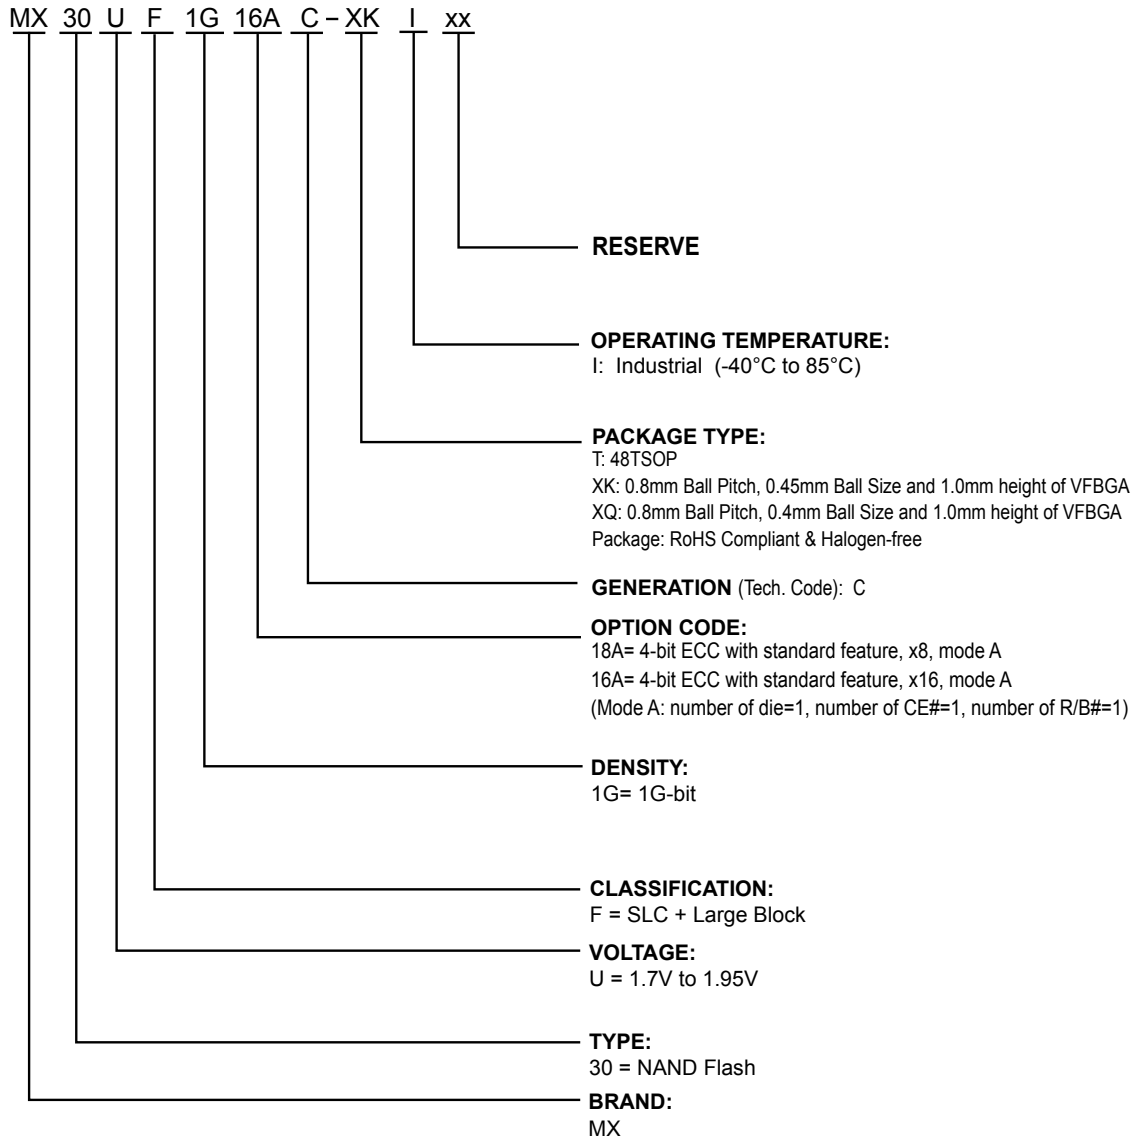 MX 30 U F 1G 16A C - XK I xx
RESERVE
OPERATING TEMPERATURE:
I: Industrial (-40°C to 85°C)
PACKAGE TYPE:
T: 48TSOP
XK: 0.8mm Ball Pitch, 0.45mm Ball Size and 1.0mm height of VFBGA
XQ: 0.8mm Ball Pitch, 0.4mm Ball Size and 1.0mm height of VFBGA
Package: RoHS Compliant & Halogen-free
GENERATION (Tech. Code): C
OPTION CODE:
18A= 4-bit ECC with standard feature, x8, mode A
16A= 4-bit ECC with standard feature, x16, mode A
(Mode A: number of die=1, number of CE#=1, number of R/B#=1)
DENSITY:
1G= 1G-bit
CLASSIFICATION:
F = SLC + Large Block
VOLTAGE:
U = 1.7V to 1.95V
TYPE:
30 = NAND Flash
BRAND:
MX